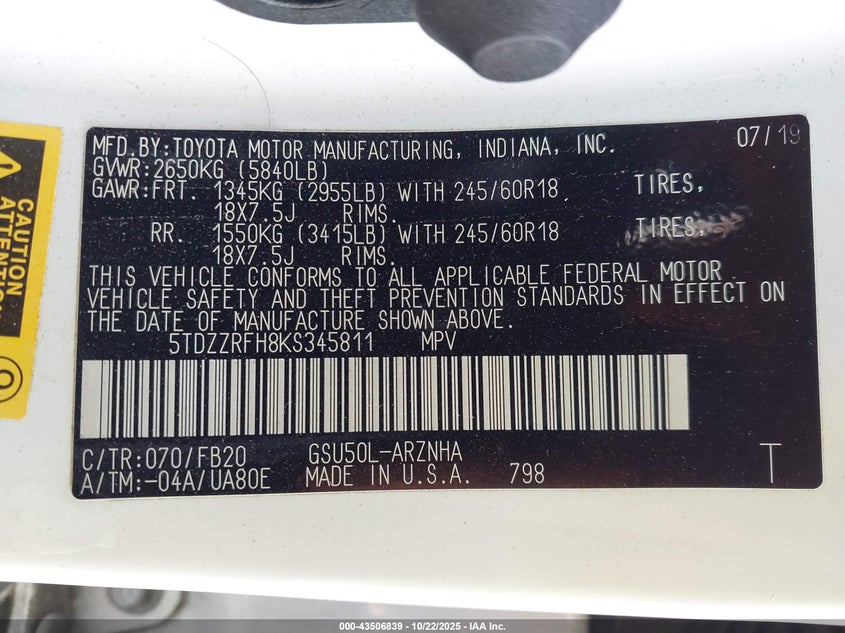 MFD.BY:TOYOTA MOTOR MANUFACTURING, INDIANA, INC. 07/19
GVWR:2650KG (5840LB)
GAWR:FRT. 1345KG (2955LB) WITH 245/60R18 TIRES,
18X7.5J RIMS.
RR. 1550KG (3415LB) WITH 245/60R18 TIRES,
18X7.5J RIMS.
THIS VEHICLE CONFORMS TO ALL APPLICABLE FEDERAL MOTOR
VEHICLE SAFETY AND THEFT PREVENTION STANDARDS IN EFFECT ON
THE DATE OF MANUFACTURE SHOWN ABOVE.
5TDZZRFH8KS345811 MPV
C/TR:070/FB20 GSU50L-ARZNHA
A/TM:-04A/UA80E MADE IN U.S.A. 798 T
CAUTION
ATTENTION
000-43506839 - 10/22/2025 - IAA Inc.